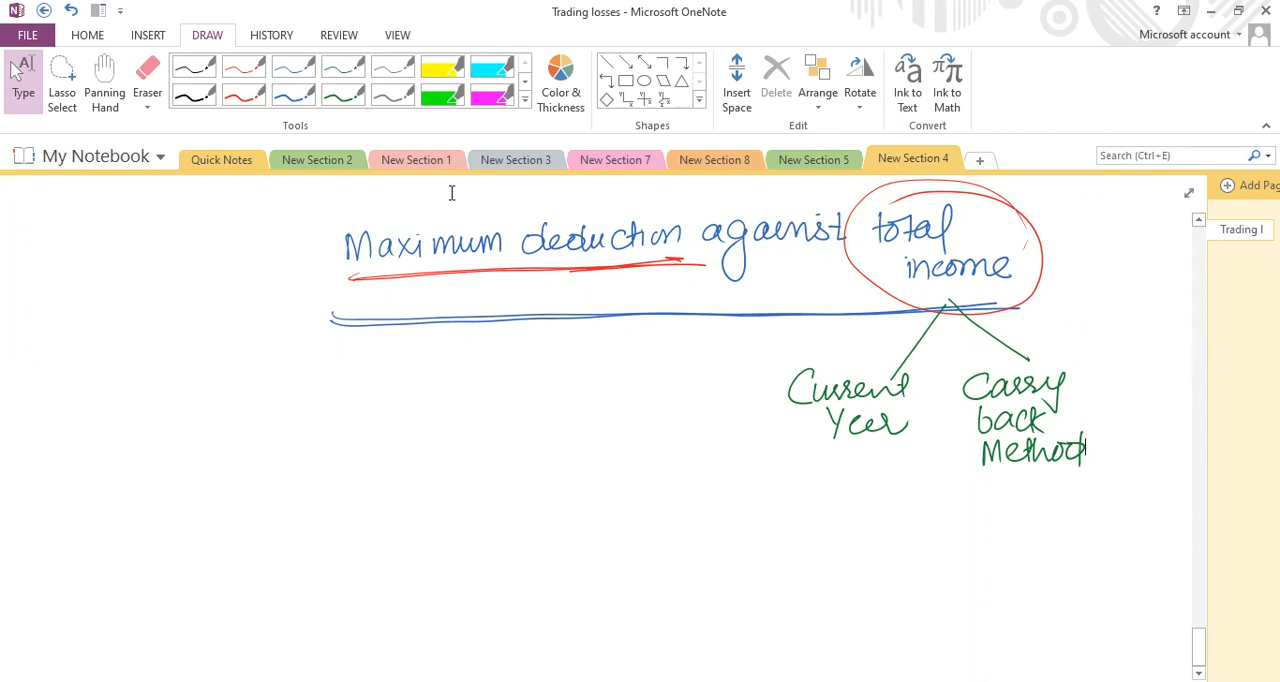 Trading losses - Microsoft OneNote
?
FILE HOME INSERT DRAW HISTORY REVIEW VIEW
Microsoft account
Type
Lasso Select
Panning Hand
Eraser
Color & Thickness
Insert Space
Delete
Arrange
Rotate
Ink to Text
Ink to Math
Tools
Shapes
Edit
Convert
My Notebook
Quick Notes
New Section 2
New Section 1
New Section 3
New Section 7
New Section 8
New Section 5
New Section 4
Search (Ctrl+E)
Add Pag
Trading l
Maximum deduction against total
income
Current
Year
Carry
back
Method